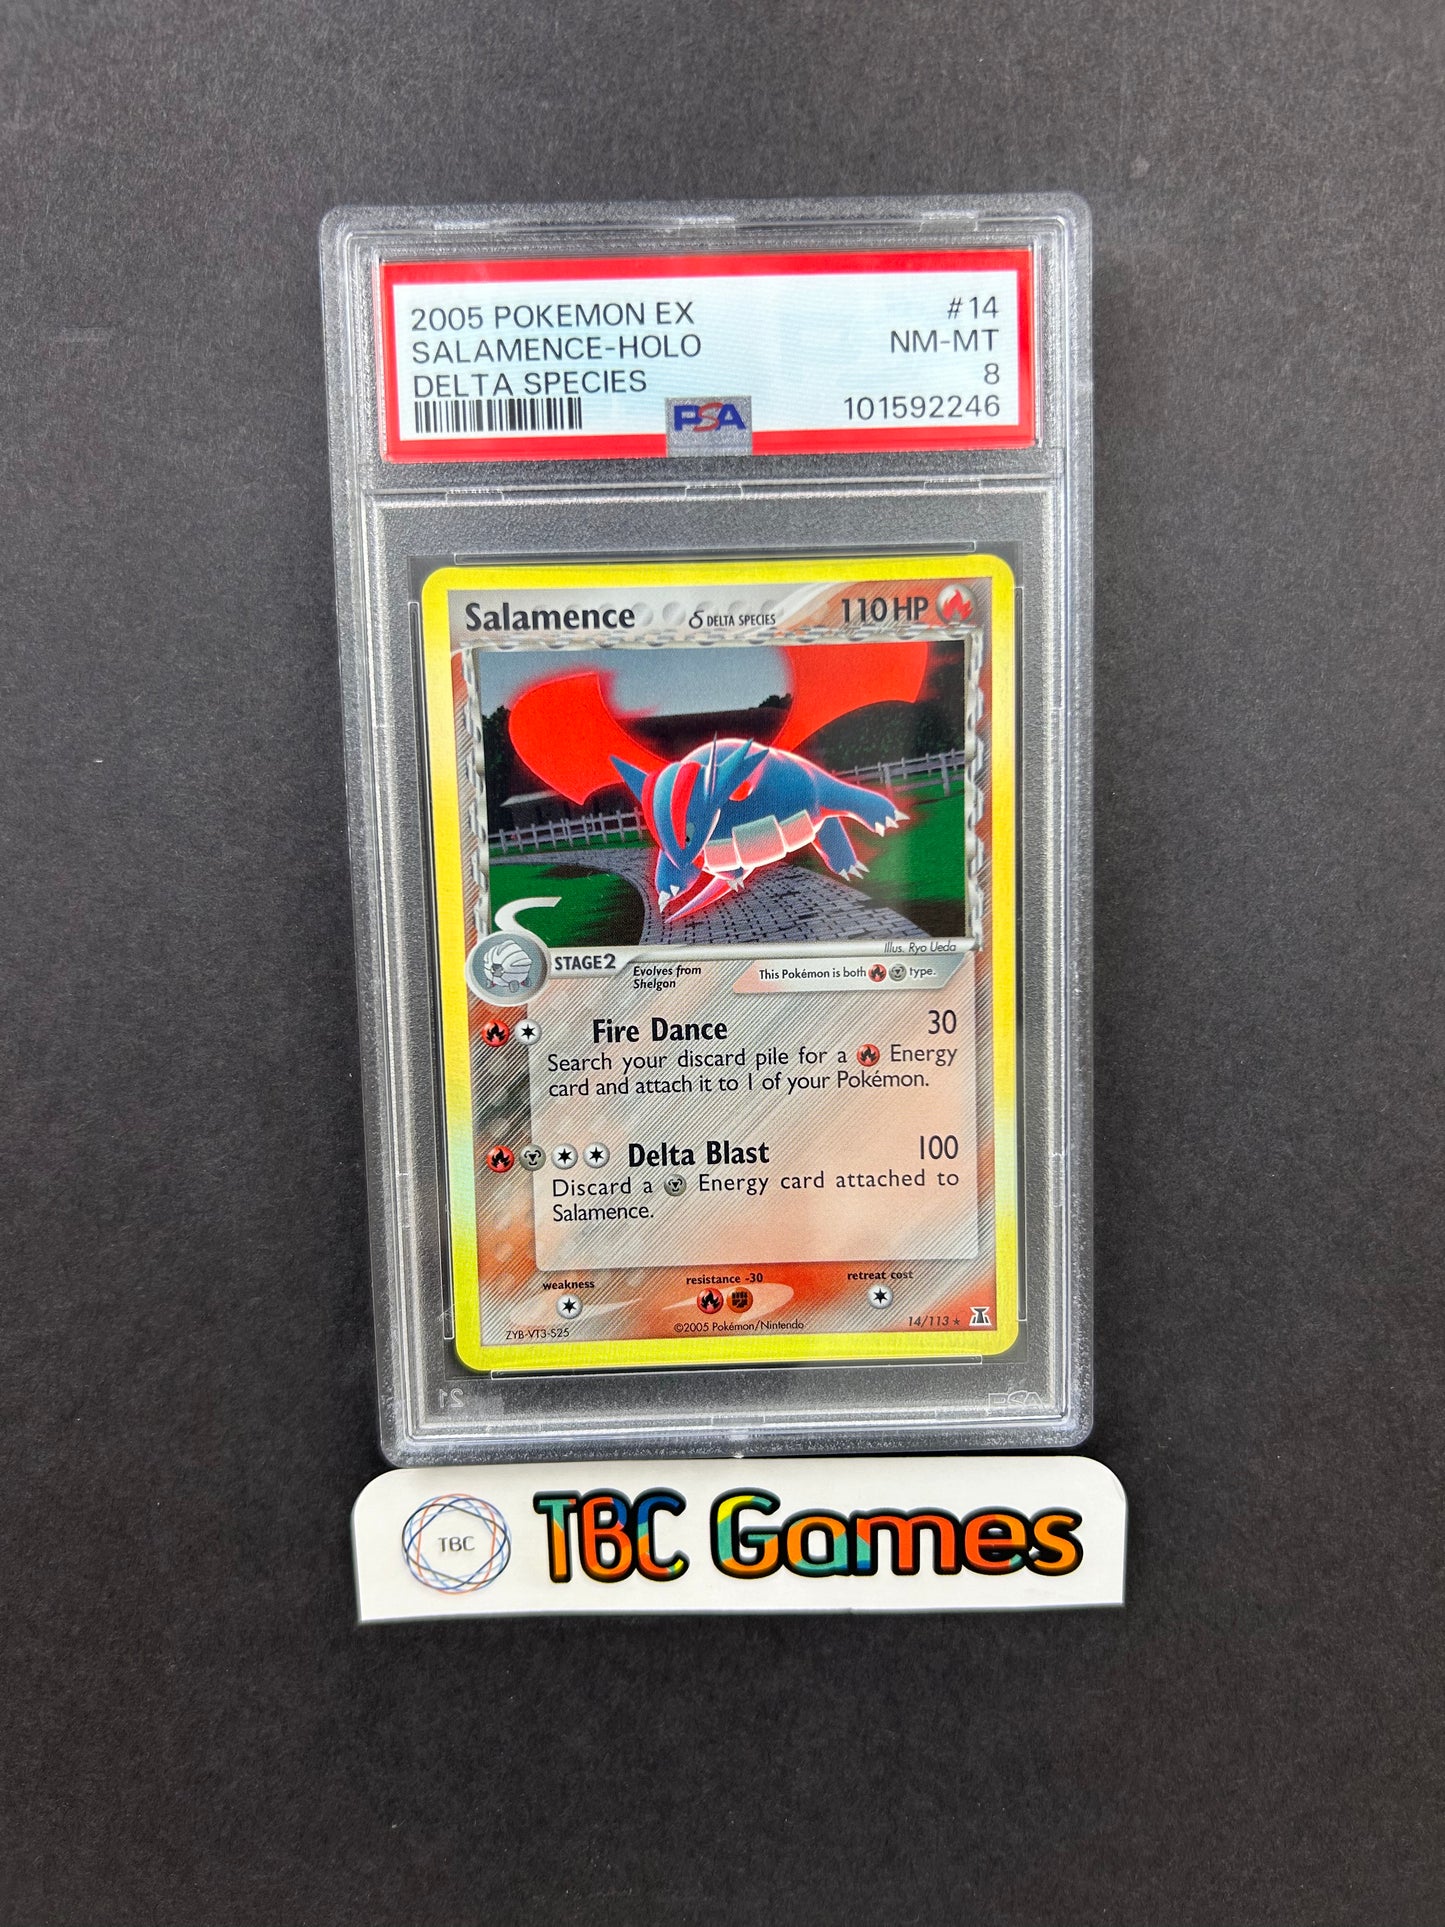 2005 POKEMON EX #14
SALAMENCE-HOLO NM-MT
DELTA SPECIES 8
PSA 101592246
Salamence δ DELTA SPECIES 110 HP
Illus. Ryo Ueda
STAGE2 Evolves from Shelgon This Pokémon is both type.
Fire Dance 30
Search your discard pile for a Energy
card and attach it to 1 of your Pokémon.
Delta Blast 100
Discard a Energy card attached to
Salamence.
weakness resistance -30 retreat cost
ZYB-VT3-525 ©2005 Pokémon/Nintendo 14/113 ★
21 PSA
TBC TBC Games